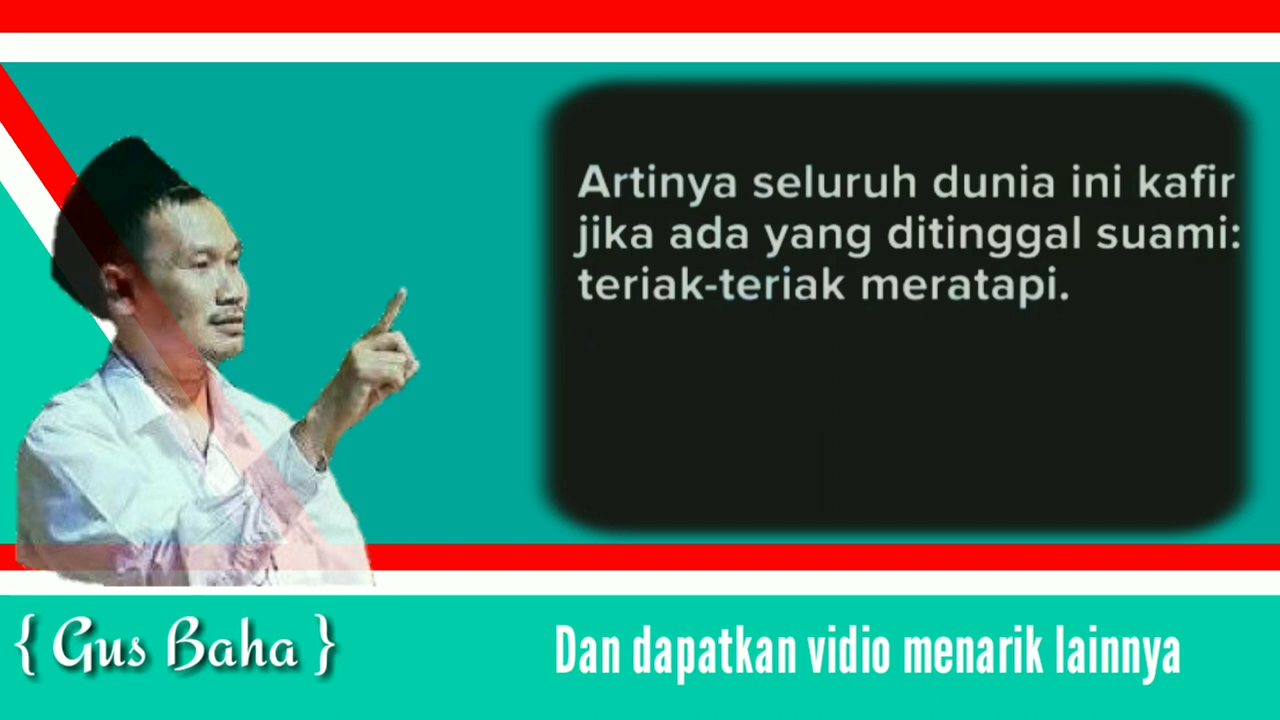 Artinya seluruh dunia ini kafir
jika ada yang ditinggal suami:
teriak-teriak meratapi.
{ Gus Baha }
Dan dapatkan vidio menarik lainnya